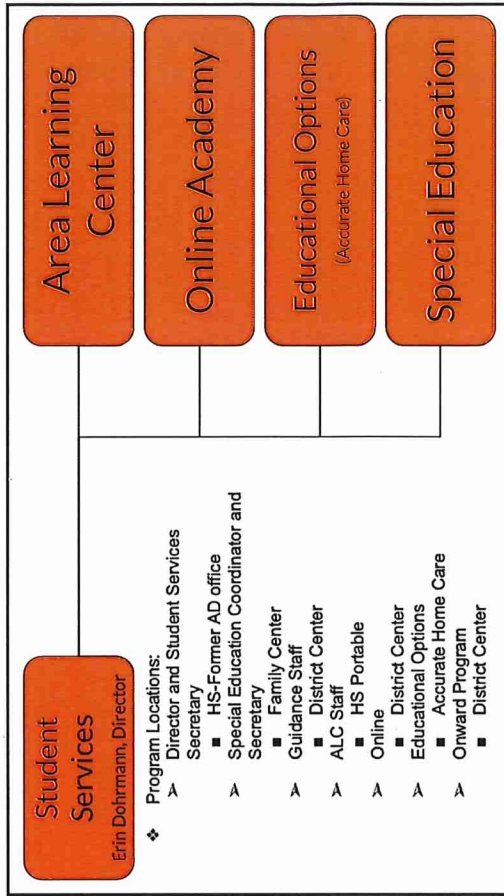 Student
Services
Erin Dohrmann, Director
❖ Program Locations:
➢ Director and Student Services
Secretary
■ HS-Former AD office
➢ Special Education Coordinator and
Secretary
■ Family Center
➢ Guidance Staff
■ District Center
➢ ALC Staff
■ HS Portable
➢ Online
■ District Center
➢ Educational Options
■ Accurate Home Care
➢ Onward Program
■ District Center
Area Learning
Center
Online Academy
Educational Options
(Accurate Home Care)
Special Education